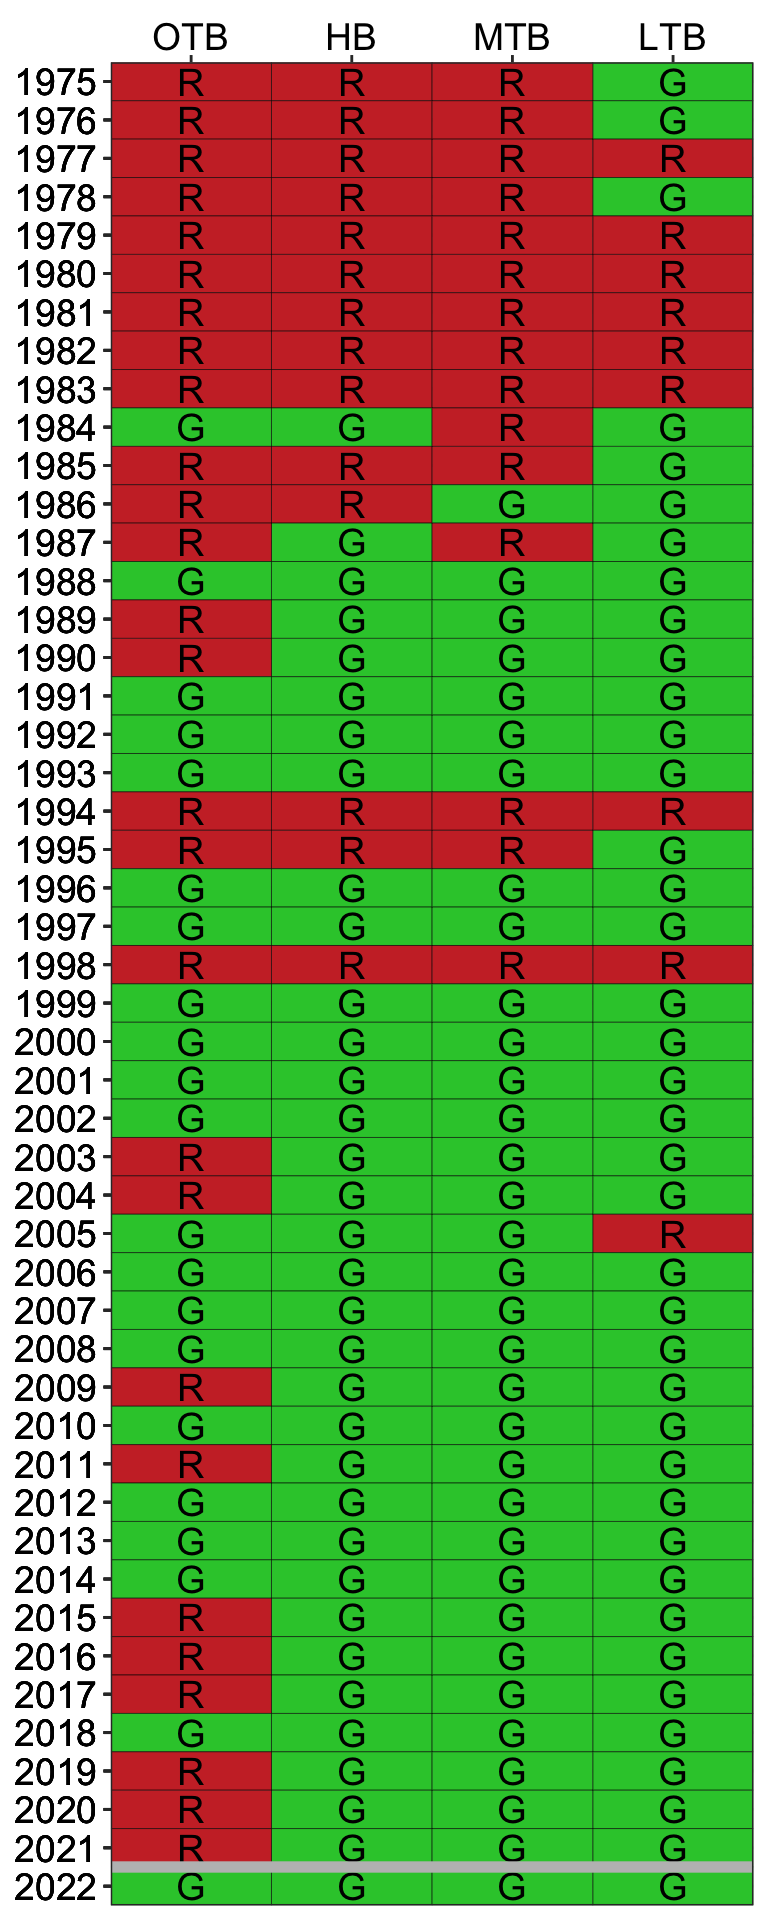 OTB HB MTB LTB
1975 R R R G
1976 R R R G
1977 R R R R
1978 R R R G
1979 R R R R
1980 R R R R
1981 R R R R
1982 R R R R
1983 R R R R
1984 G G R G
1985 R R R G
1986 R R G G
1987 R G R G
1988 G G G G
1989 R G G G
1990 R G G G
1991 G G G G
1992 G G G G
1993 G G G G
1994 R R R R
1995 R R R G
1996 G G G G
1997 G G G G
1998 R R R R
1999 G G G G
2000 G G G G
2001 G G G G
2002 G G G G
2003 R G G G
2004 R G G G
2005 G G G R
2006 G G G G
2007 G G G G
2008 G G G G
2009 R G G G
2010 G G G G
2011 R G G G
2012 G G G G
2013 G G G G
2014 G G G G
2015 R G G G
2016 R G G G
2017 R G G G
2018 G G G G
2019 R G G G
2020 R G G G
2021 R G G G
2022 G G G G